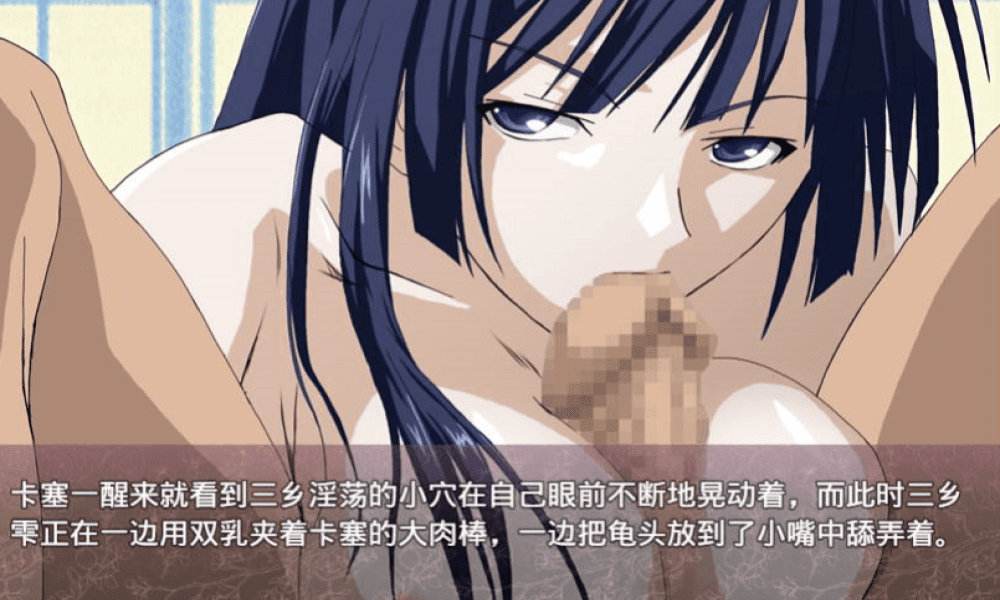 卡塞一醒来就看到三乡淫荡的小穴在自己眼前不断地晃动着，而此时三乡
雫正在一边用双乳夹着卡塞的大肉棒，一边把龟头放到了小嘴中舔弄着。